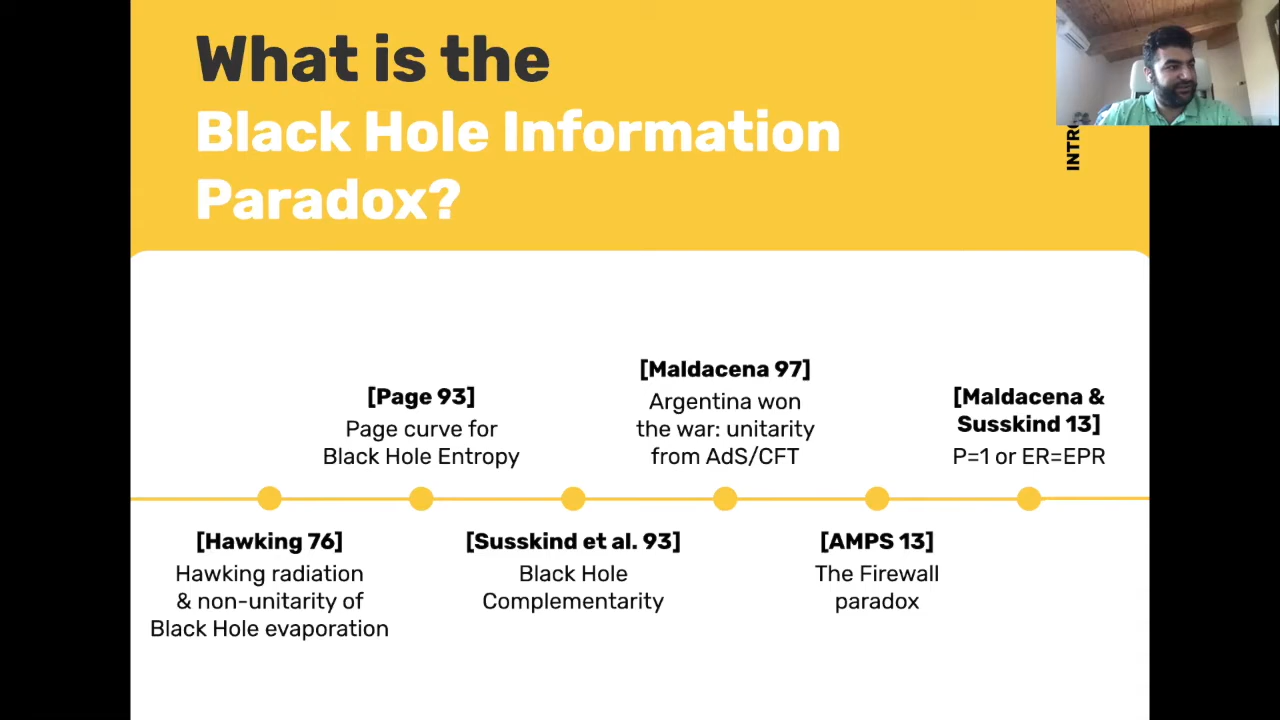 What is the
Black Hole Information
Paradox?
INTRO
[Hawking 76]
Hawking radiation
& non-unitarity of
Black Hole evaporation
[Page 93]
Page curve for
Black Hole Entropy
[Susskind et al. 93]
Black Hole
Complementarity
[Maldacena 97]
Argentina won
the war: unitarity
from AdS/CFT
[AMPS 13]
The Firewall
paradox
[Maldacena &
Susskind 13]
P=1 or ER=EPR